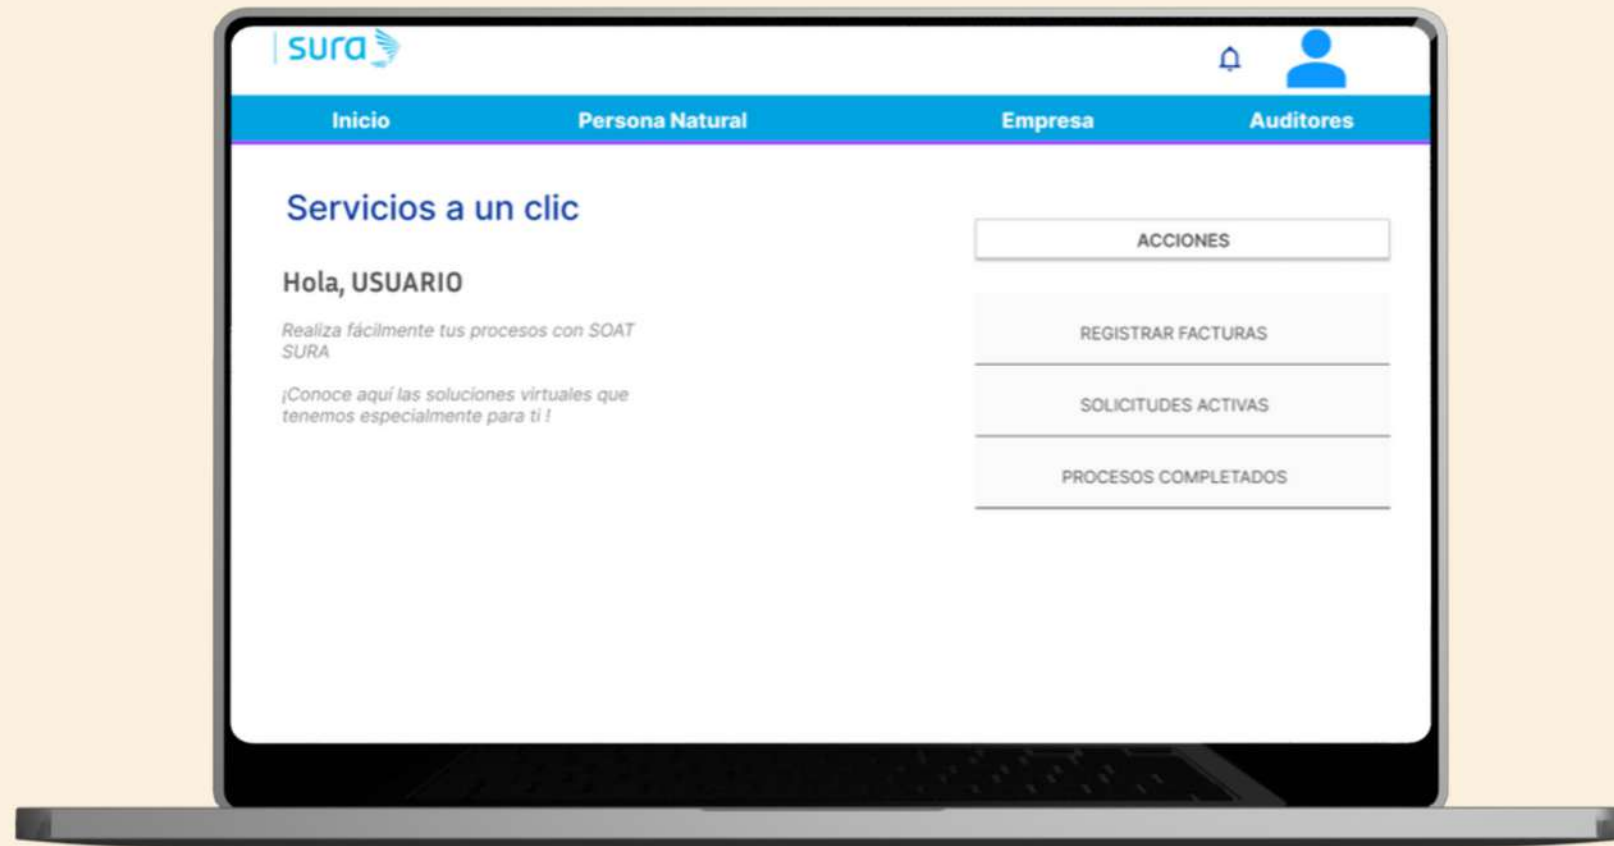 sura
Inicio Persona Natural Empresa Auditores
Servicios a un clic
Hola, USUARIO
Realiza fácilmente tus procesos con SOAT
SURA
¡Conoce aquí las soluciones virtuales que
tenemos especialmente para ti !
ACCIONES
REGISTRAR FACTURAS
SOLICITUDES ACTIVAS
PROCESOS COMPLETADOS